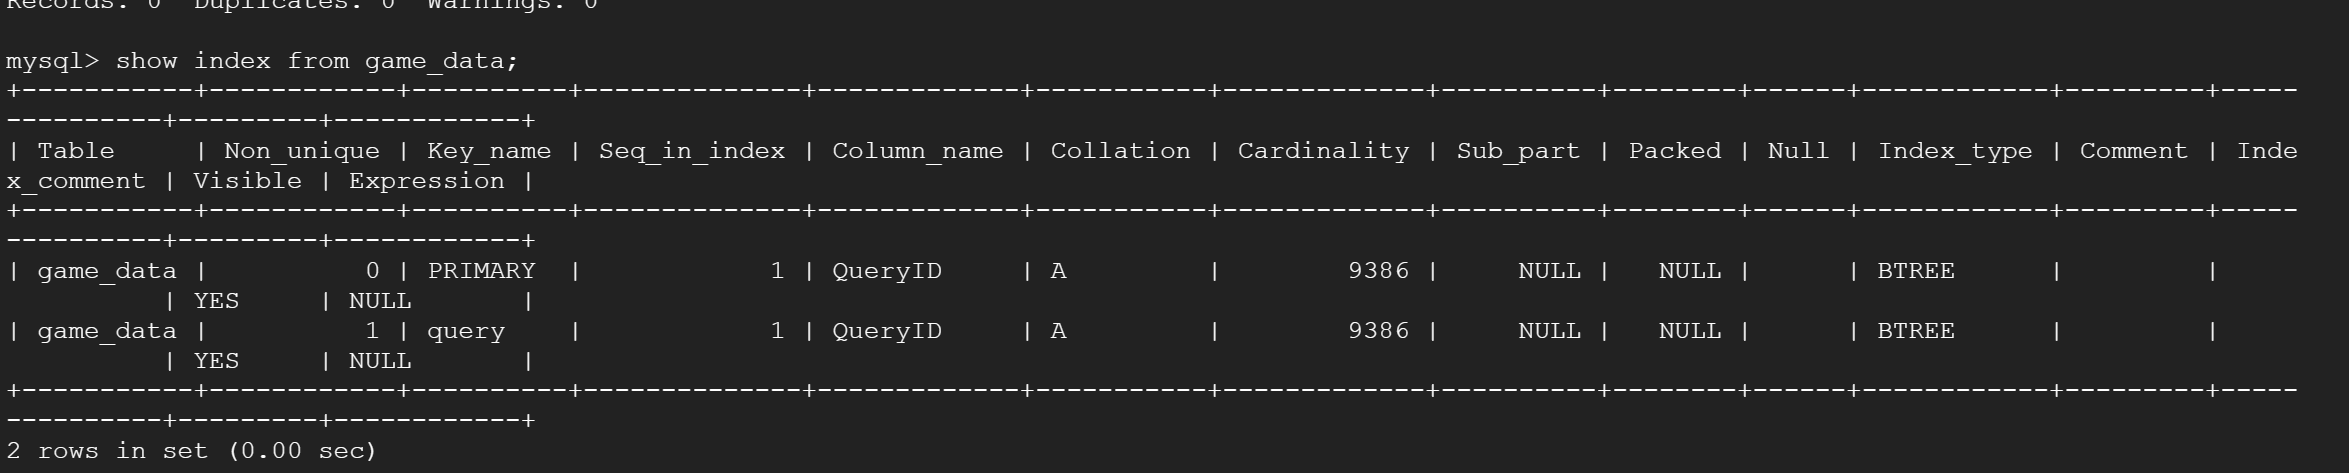 Records: 0  Duplicates: 0  Warnings: 0
mysql> show index from game_data;
+-----------+------------+----------+--------------+-------------+-----------+-------------+----------+--------+------+------------+---------+-----
----------+---------+------------+
| Table     | Non_unique | Key_name | Seq_in_index | Column_name | Collation | Cardinality | Sub_part | Packed | Null | Index_type | Comment | Inde
x_comment | Visible | Expression |
+-----------+------------+----------+--------------+-------------+-----------+-------------+----------+--------+------+------------+---------+-----
----------+---------+------------+
| game_data |          0 | PRIMARY  |            1 | QueryID     | A         |        9386 |     NULL |   NULL |      | BTREE      |         |
          | YES     | NULL       |
| game_data |          1 | query    |            1 | QueryID     | A         |        9386 |     NULL |   NULL |      | BTREE      |         |
          | YES     | NULL       |
+-----------+------------+----------+--------------+-------------+-----------+-------------+----------+--------+------+------------+---------+-----
----------+---------+------------+
2 rows in set (0.00 sec)